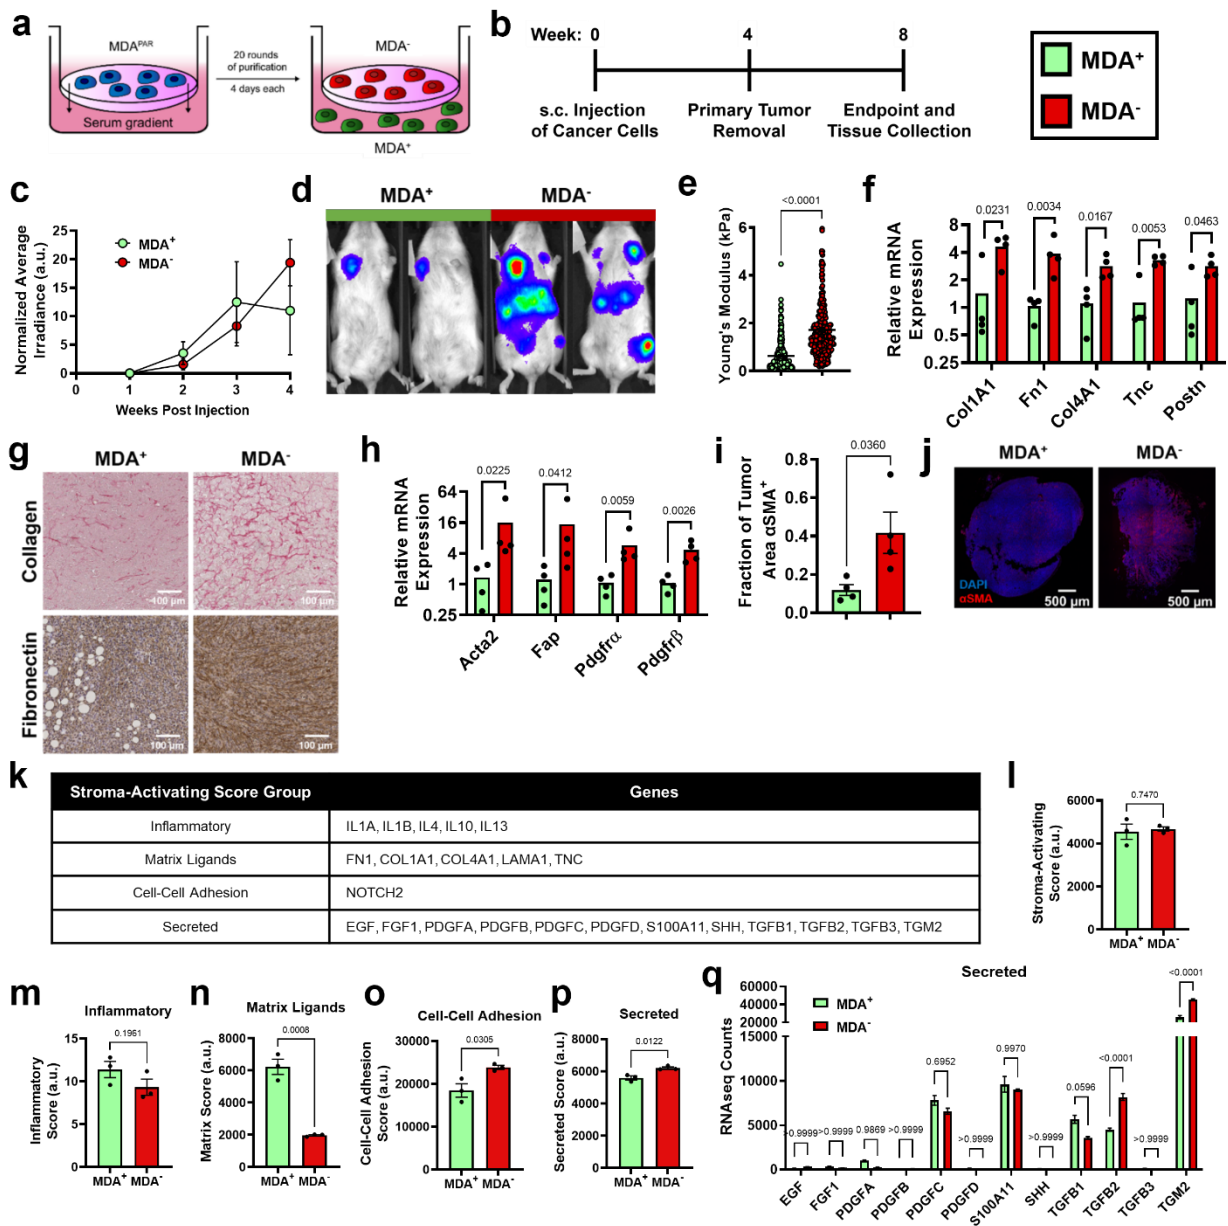 a
MDAPAR
Serum gradient
20 rounds
of purification
4 days each
MDA-
MDA+
b
Week: 0 4 8
s.c. Injection
of Cancer Cells
Primary Tumor
Removal
Endpoint and
Tissue Collection
MDA+
MDA-
c
Normalized Average
Irradiance (a.u.)
25
20
15
10
5
0
MDA+
MDA-
0 1 2 3 4
Weeks Post Injection
d
MDA+ MDA-
e
Young's Modulus (kPa)
<0.0001
6
4
2
0
f
Relative mRNA
Expression
8
4
2
1
0.5
0.25
0.0231 0.0034 0.0167 0.0053 0.0463
Col1A1 Fn1 Col4A1 Tnc Postn
g
MDA+ MDA-
Collagen
100 µm 100 µm
Fibronectin
100 µm 100 µm
h
Relative mRNA
Expression
64
16
4
1
0.25
0.0225 0.0412 0.0059 0.0026
Acta2 Fap Pdgfrα Pdgfrβ
i
Fraction of Tumor
Area αSMA+
0.0360
0.8
0.6
0.4
0.2
0.0
j
MDA+ MDA-
DAPI
αSMA
500 µm 500 µm
k
Stroma-Activating Score Group Genes
Inflammatory IL1A, IL1B, IL4, IL10, IL13
Matrix Ligands FN1, COL1A1, COL4A1, LAMA1, TNC
Cell-Cell Adhesion NOTCH2
Secreted EGF, FGF1, PDGFA, PDGFB, PDGFC, PDGFD, S100A11, SHH, TGFB1, TGFB2, TGFB3, TGM2
l
Stroma-Activating
Score (a.u.)
0.7470
6000
4000
2000
0
MDA+ MDA-
m
Inflammatory
Inflammatory
Score (a.u.)
0.1961
15
10
5
0
MDA+ MDA-
n
Matrix Ligands
Matrix Score (a.u.)
0.0008
8000
6000
4000
2000
0
MDA+ MDA-
o
Cell-Cell Adhesion
Cell-Cell Adhesion
Score (a.u.)
0.0305
30000
20000
10000
0
MDA+ MDA-
p
Secreted
Secreted Score (a.u.)
0.0122
8000
6000
4000
2000
0
MDA+ MDA-
q
Secreted
MDA+
MDA-
RNAseq Counts
60000
40000
20000
10000
5000
0
>0.9999 >0.9999 0.9869 >0.9999 0.6952 >0.9999 0.9970 >0.9999 0.0596 <0.0001 >0.9999 <0.0001
EGF FGF1 PDGFA PDGFB PDGFC PDGFD S100A11 SHH TGFB1 TGFB2 TGFB3 TGM2